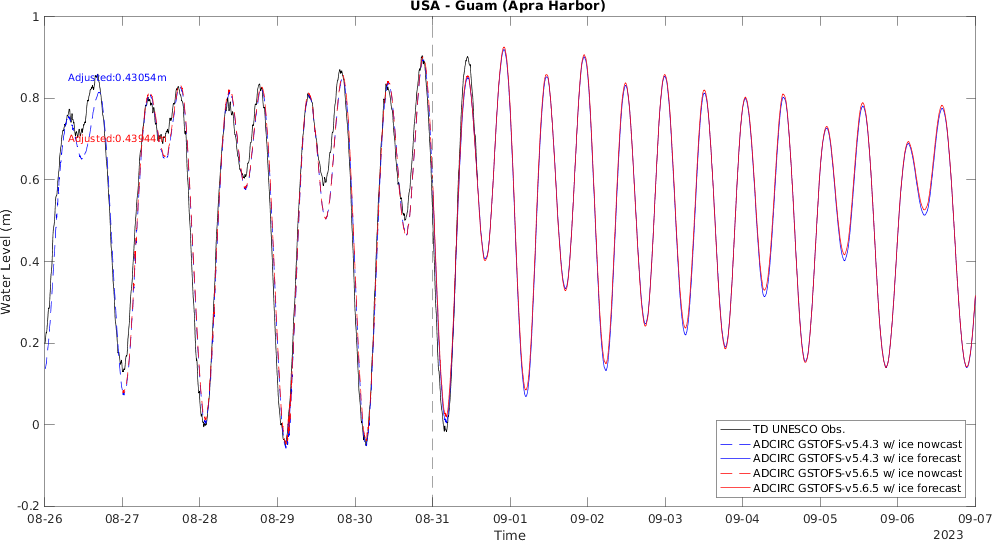 USA - Guam (Apra Harbor)
1
0.8
0.6
0.4
0.2
0
-0.2
Water Level (m)
Adjusted:0.43054m
Adjusted:0.43944m
TD UNESCO Obs.
ADCIRC GSTOFS-v5.4.3 w/ ice nowcast
ADCIRC GSTOFS-v5.4.3 w/ ice forecast
ADCIRC GSTOFS-v5.6.5 w/ ice nowcast
ADCIRC GSTOFS-v5.6.5 w/ ice forecast
08-26 08-27 08-28 08-29 08-30 08-31 09-01 09-02 09-03 09-04 09-05 09-06 09-07
Time
2023